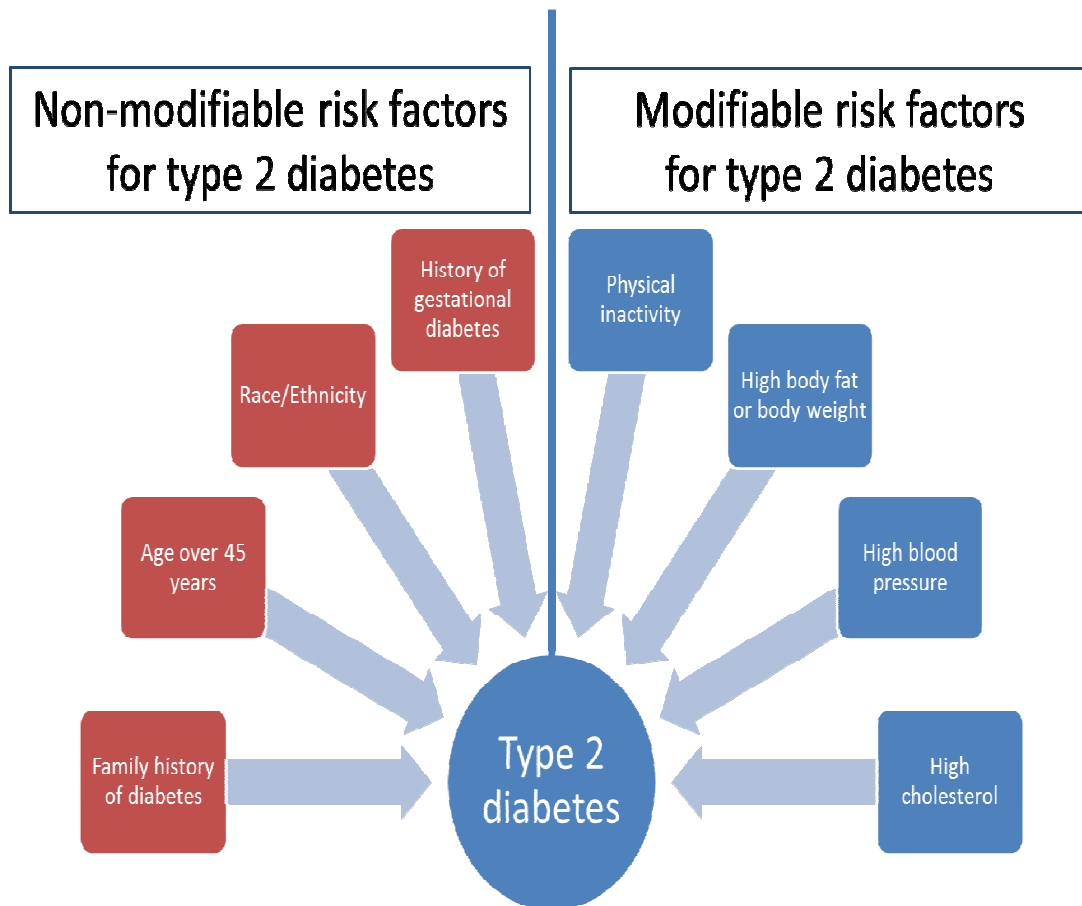 Non-modifiable risk factors
for type 2 diabetes
Modifiable risk factors
for type 2 diabetes
History of
gestational
diabetes
Physical
inactivity
Race/Ethnicity
High body fat
or body weight
Age over 45
years
High blood
pressure
Family history
of diabetes
Type 2
diabetes
High
cholesterol